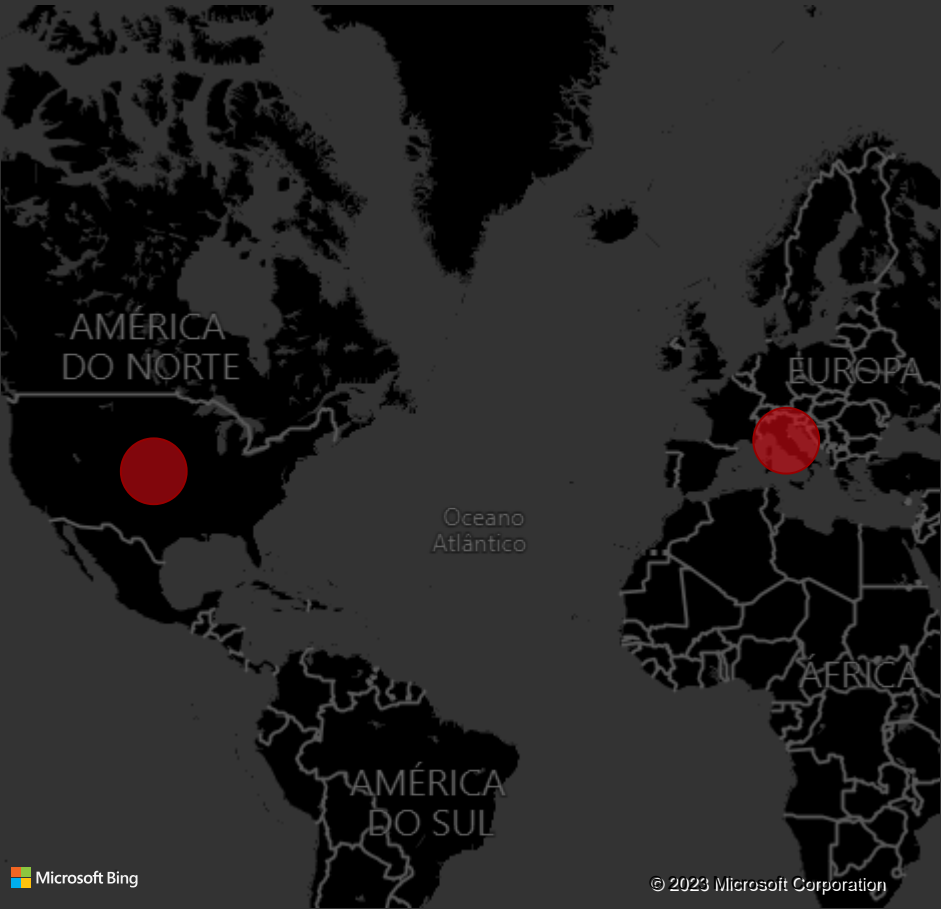 AMÉRICA
DO NORTE
EUROPA
Oceano
Atlântico
ÁFRICA
AMÉRICA
DO SUL
Microsoft Bing
© 2023 Microsoft Corporation